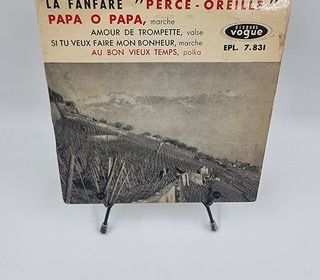 LA FANFARE "PERCE-OREILLE"
PAPA O PAPA, marche
AMOUR DE TROMPETTE, valse
SI TU VEUX FAIRE MON BONHEUR, marche
AU BON VIEUX TEMPS, polka
DISQUES
vogue
EPL. 7.831